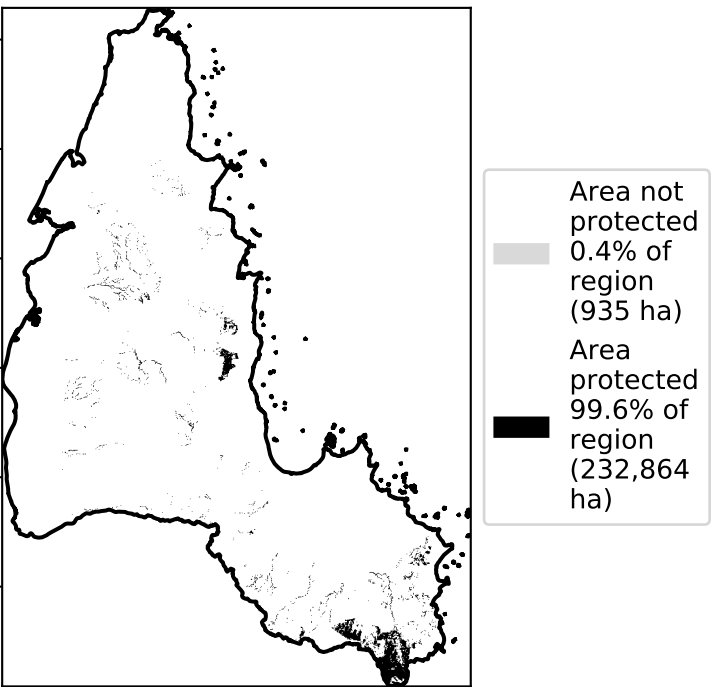 Area not
protected
0.4% of
region
(935 ha)
Area
protected
99.6% of
region
(232,864
ha)